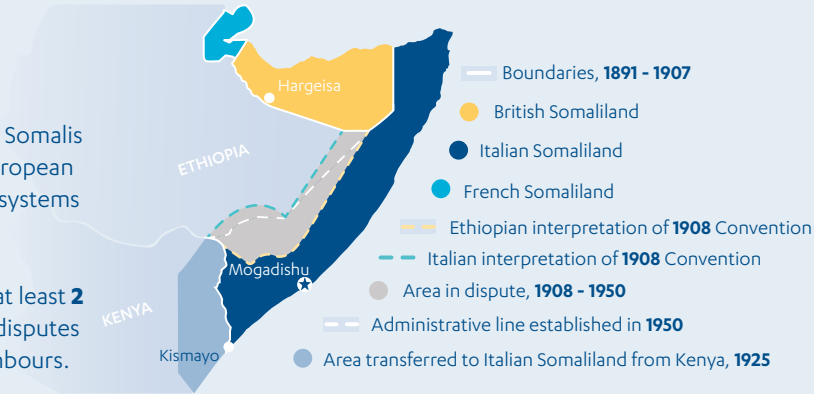 Somalis
ropean
systems
at least 2
disputes
nbours.
Hargeisa
ETHIOPIA
Mogadishu
KENYA
Kismayo
Boundaries, 1891 - 1907
British Somaliland
Italian Somaliland
French Somaliland
Ethiopian interpretation of 1908 Convention
Italian interpretation of 1908 Convention
Area in dispute, 1908 - 1950
Administrative line established in 1950
Area transferred to Italian Somaliland from Kenya, 1925